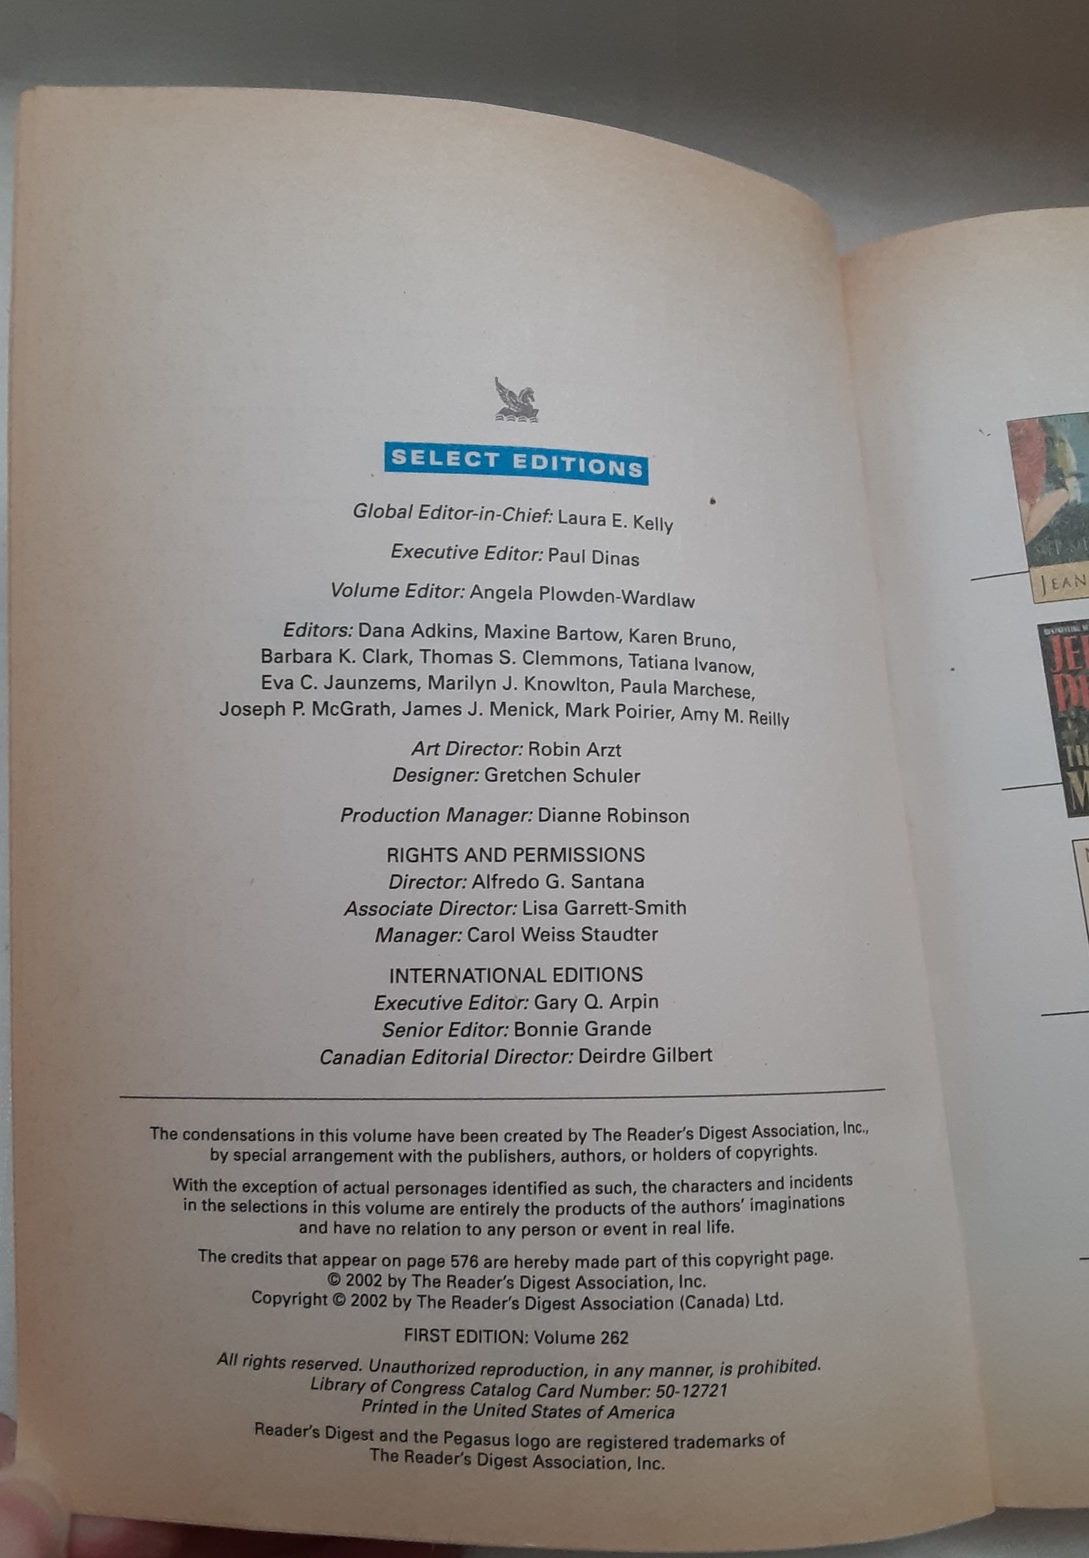 SELECT EDITIONS
Global Editor-in-Chief: Laura E. Kelly
Executive Editor: Paul Dinas
Volume Editor: Angela Plowden-Wardlaw
Editors: Dana Adkins, Maxine Bartow, Karen Bruno,
Barbara K. Clark, Thomas S. Clemmons, Tatiana Ivanow,
Eva C. Jaunzems, Marilyn J. Knowlton, Paula Marchese,
Joseph P. McGrath, James J. Menick, Mark Poirier, Amy M. Reilly
Art Director: Robin Arzt
Designer: Gretchen Schuler
Production Manager: Dianne Robinson
RIGHTS AND PERMISSIONS
Director: Alfredo G. Santana
Associate Director: Lisa Garrett-Smith
Manager: Carol Weiss Staudter
INTERNATIONAL EDITIONS
Executive Editor: Gary Q. Arpin
Senior Editor: Bonnie Grande
Canadian Editorial Director: Deirdre Gilbert
The condensations in this volume have been created by The Reader's Digest Association, Inc.,
by special arrangement with the publishers, authors, or holders of copyrights.
With the exception of actual personages identified as such, the characters and incidents
in the selections in this volume are entirely the products of the authors' imaginations
and have no relation to any person or event in real life.
The credits that appear on page 576 are hereby made part of this copyright page.
© 2002 by The Reader's Digest Association, Inc.
Copyright © 2002 by The Reader's Digest Association (Canada) Ltd.
FIRST EDITION: Volume 262
All rights reserved. Unauthorized reproduction, in any manner, is prohibited.
Library of Congress Catalog Card Number: 50-12721
Printed in the United States of America
Reader's Digest and the Pegasus logo are registered trademarks of
The Reader's Digest Association, Inc.
JEAN